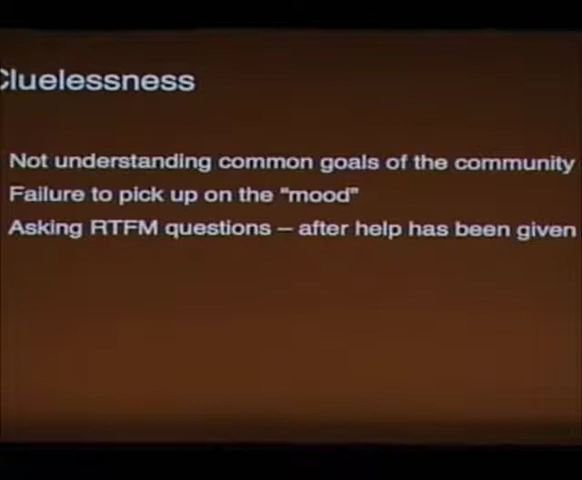 Cluelessness
Not understanding common goals of the community
Failure to pick up on the "mood"
Asking RTFM questions – after help has been given